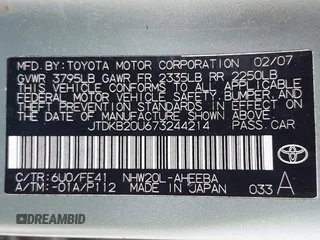 MFD.BY:TOYOTA MOTOR CORPORATION 02/07
GVWR 3795LB GAWR FR 2335LB RR 2250LB
THIS VEHICLE CONFORMS TO ALL APPLICABLE
FEDERAL MOTOR VEHICLE SAFETY, BUMPER, AND
THEFT PREVENTION STANDARDS IN EFFECT ON
THE DATE OF MANUFACTURE SHOWN ABOVE.
JTDKB20U673244214 PASS.CAR
C/TR:6U0/FE41 NHW20L-AHEEBA
A/TM:-01A/P112 MADE IN JAPAN 033 A
TOYOTA
DREAMBID